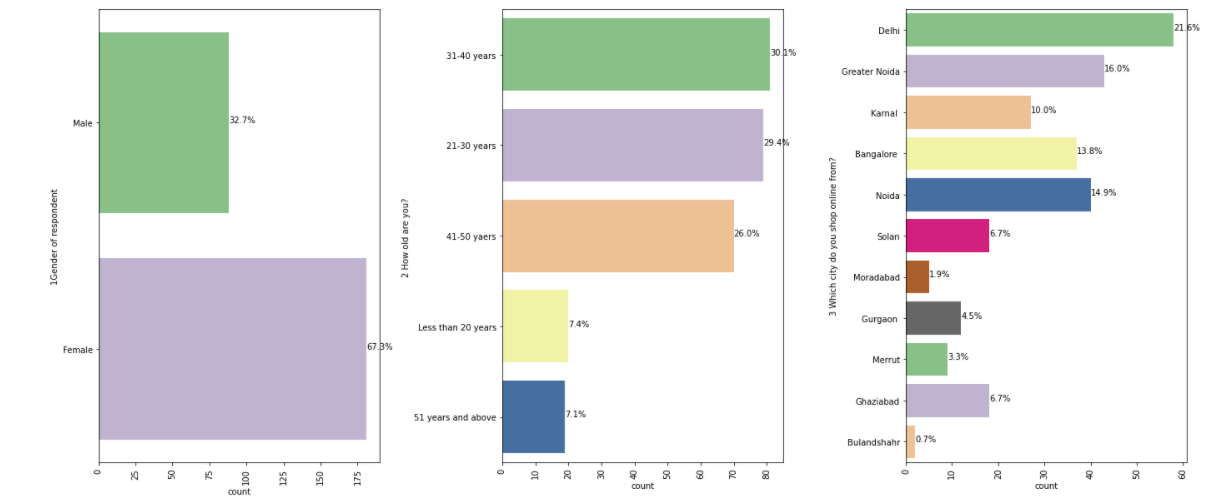 1Gender of respondent
Male
32.7%
Female
67.3%
0
25
50
75
100
125
150
175
count
2 How old are you?
31-40 years
30.1%
21-30 years
29.4%
41-50 yaers
26.0%
Less than 20 years
7.4%
51 years and above
7.1%
0
10
20
30
40
50
60
70
80
count
3 Which city do you shop online from?
Delhi
21.6%
Greater Noida
16.0%
Karnal
10.0%
Bangalore
13.8%
Noida
14.9%
Solan
6.7%
Moradabad
1.9%
Gurgaon
4.5%
Merrut
3.3%
Ghaziabad
6.7%
Bulandshahr
0.7%
0
10
20
30
40
50
60
count